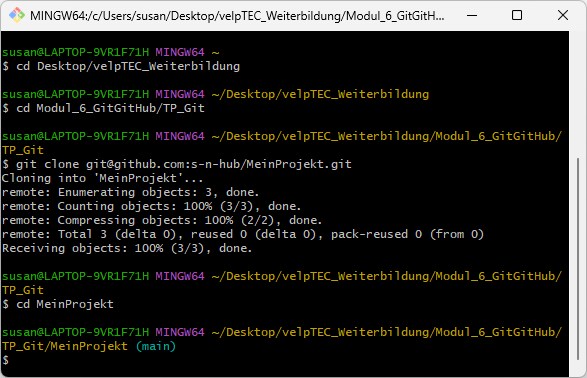 MINGW64:/c/Users/susan/Desktop/velpTEC_Weiterbildung/Modul_6_GitGitH...
susan@LAPTOP-9VR1F71H MINGW64 ~
$ cd Desktop/velpTEC_Weiterbildung
susan@LAPTOP-9VR1F71H MINGW64 ~/Desktop/velpTEC_Weiterbildung
$ cd Modul_6_GitGitHub/TP_Git
susan@LAPTOP-9VR1F71H MINGW64 ~/Desktop/velpTEC_Weiterbildung/Modul_6_GitGitHub/
TP_Git
$ git clone git@github.com:s-n-hub/MeinProjekt.git
Cloning into 'MeinProjekt'...
remote: Enumerating objects: 3, done.
remote: Counting objects: 100% (3/3), done.
remote: Compressing objects: 100% (2/2), done.
remote: Total 3 (delta 0), reused 0 (delta 0), pack-reused 0 (from 0)
Receiving objects: 100% (3/3), done.
susan@LAPTOP-9VR1F71H MINGW64 ~/Desktop/velpTEC_Weiterbildung/Modul_6_GitGitHub/
TP_Git
$ cd MeinProjekt
susan@LAPTOP-9VR1F71H MINGW64 ~/Desktop/velpTEC_Weiterbildung/Modul_6_GitGitHub/
TP_Git/MeinProjekt (main)
$